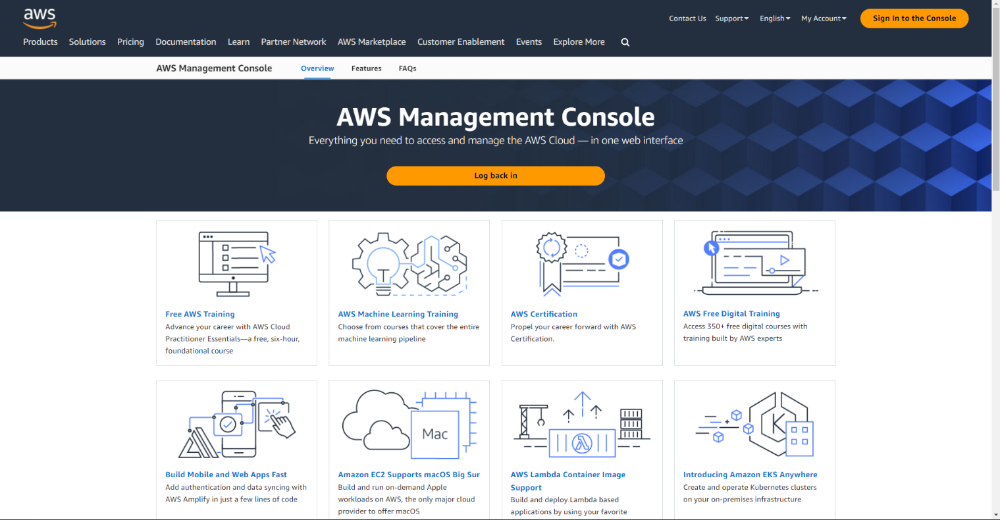 aws
Contact Us Support English My Account Sign In to the Console
Products Solutions Pricing Documentation Learn Partner Network AWS Marketplace Customer Enablement Events Explore More
AWS Management Console Overview Features FAQs
AWS Management Console
Everything you need to access and manage the AWS Cloud — in one web interface
Log back in
Free AWS Training
Advance your career with AWS Cloud
Practitioner Essentials—a free, six-hour,
foundational course
AWS Machine Learning Training
Choose from courses that cover the entire
machine learning pipeline
AWS Certification
Propel your career forward with AWS
Certification.
AWS Free Digital Training
Access 350+ free digital courses with
training built by AWS experts
Build Mobile and Web Apps Fast
Add authentication and data syncing with
AWS Amplify in just a few lines of code
Mac
Amazon EC2 Supports macOS Big Sur
Build and run on-demand Apple
workloads on AWS, the only major cloud
provider to offer macOS
AWS Lambda Container Image
Support
Build and deploy Lambda based
applications by using your favorite
K
Introducing Amazon EKS Anywhere
Create and operate Kubernetes clusters
on your on-premises infrastructure